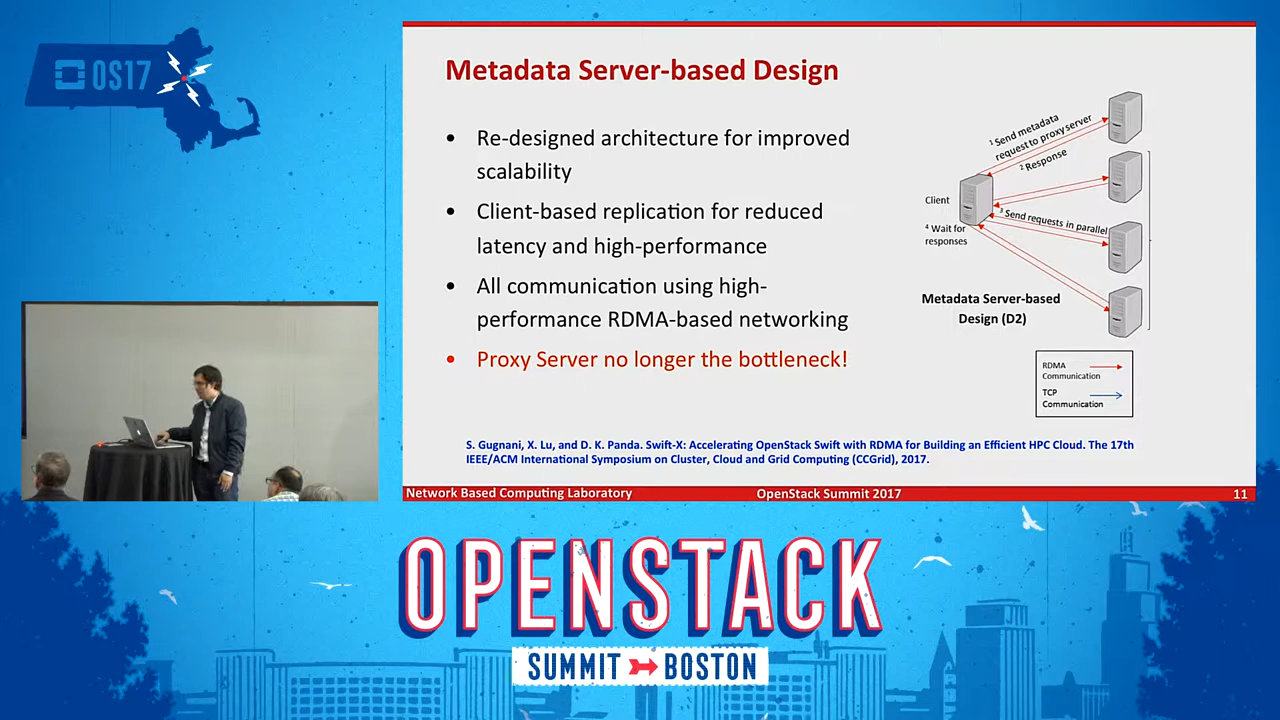 OS17
Metadata Server-based Design
• Re-designed architecture for improved
scalability
• Client-based replication for reduced
latency and high-performance
• All communication using high-
performance RDMA-based networking
• Proxy Server no longer the bottleneck!
1 Send metadata
request to proxy server
2 Response
Client
3 Send requests in parallel
4 Wait for
responses
Metadata Server-based
Design (D2)
RDMA
Communication
TCP
Communication
S. Gugnani, X. Lu, and D. K. Panda. Swift-X: Accelerating OpenStack Swift with RDMA for Building an Efficient HPC Cloud. The 17th
IEEE/ACM International Symposium on Cluster, Cloud and Grid Computing (CCGrid), 2017.
Network Based Computing Laboratory OpenStack Summit 2017 11
OPENSTACK
SUMMIT BOSTON